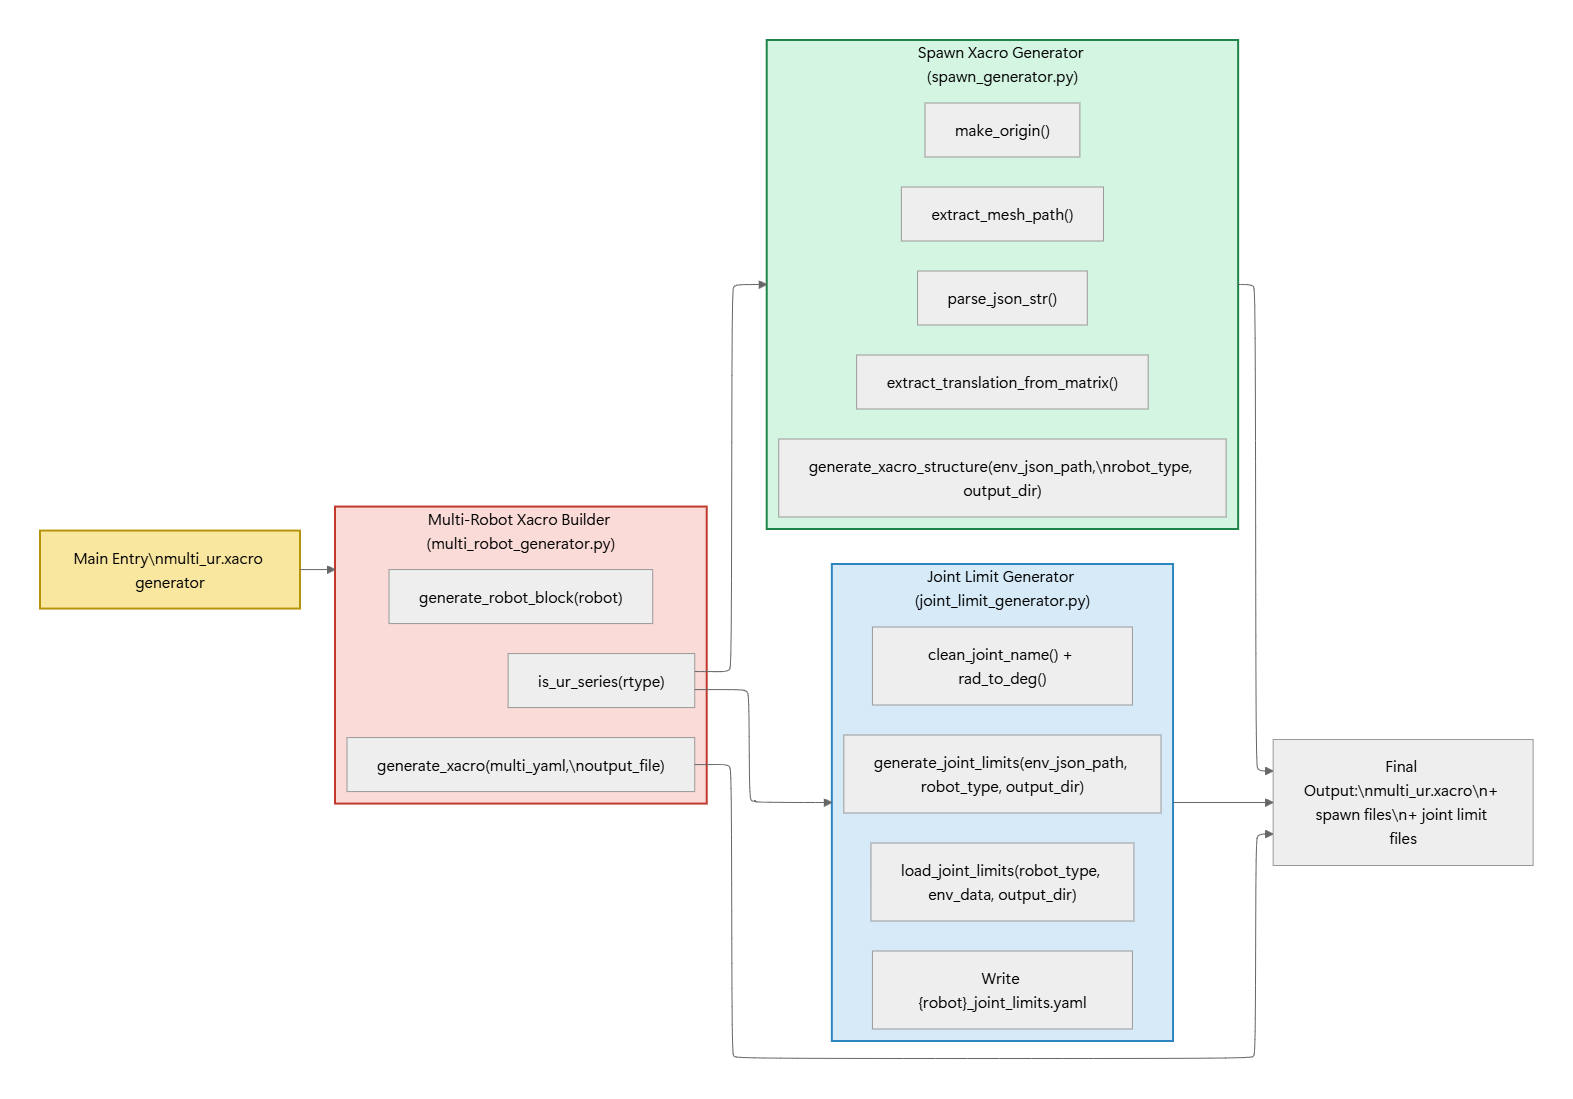 Main Entry\nmulti_ur.xacro
generator
Multi-Robot Xacro Builder
(multi_robot_generator.py)
generate_robot_block(robot)
is_ur_series(rtype)
generate_xacro(multi_yaml,\noutput_file)
Spawn Xacro Generator
(spawn_generator.py)
make_origin()
extract_mesh_path()
parse_json_str()
extract_translation_from_matrix()
generate_xacro_structure(env_json_path,\nrobot_type,
output_dir)
Joint Limit Generator
(joint_limit_generator.py)
clean_joint_name() +
rad_to_deg()
generate_joint_limits(env_json_path,
robot_type, output_dir)
load_joint_limits(robot_type,
env_data, output_dir)
Write
{robot}_joint_limits.yaml
Final
Output:\nmulti_ur.xacro\n+
spawn files\n+ joint limit
files